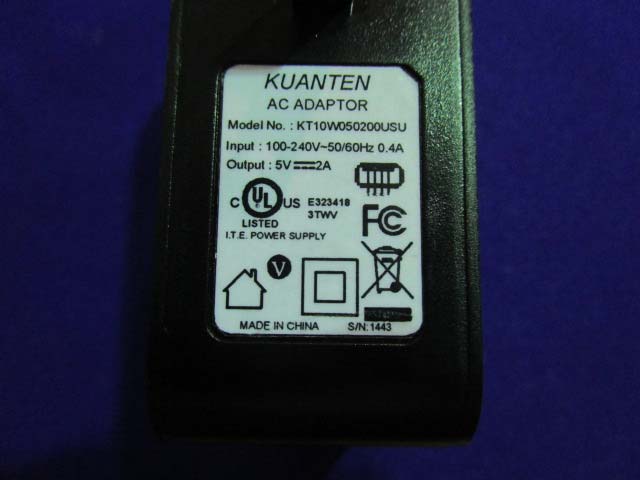 KUANTEN
AC ADAPTOR
Model No. : KT10W050200USU
Input : 100-240V~50/60Hz 0.4A
Output : 5V⎓2A
C UL US E323418
LISTED 3TWV
I.T.E. POWER SUPPLY
FC
V
MADE IN CHINA S/N:1443